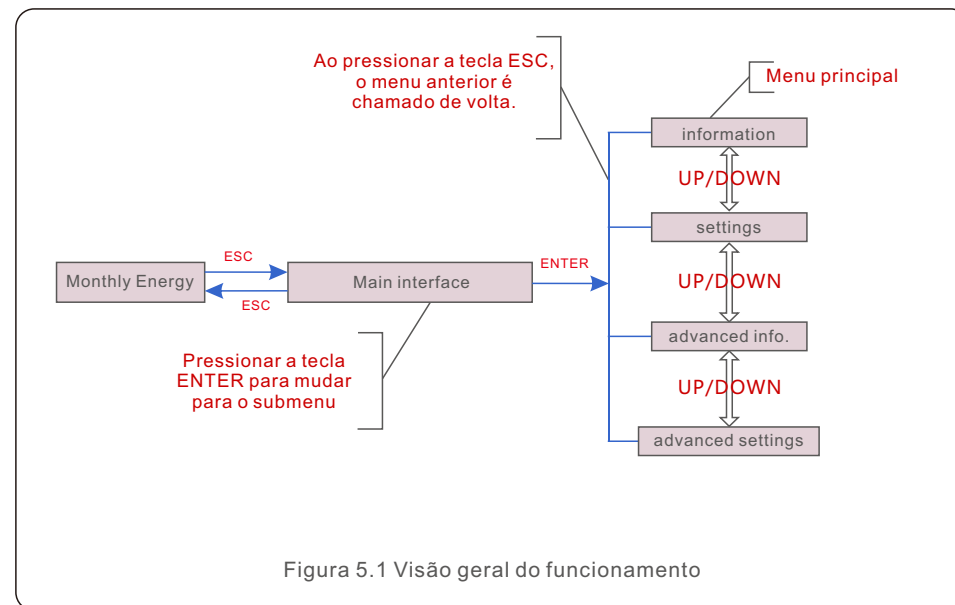 Ao pressionar a tecla ESC,
o menu anterior é
chamado de volta.
Menu principal
information
UP/DOWN
settings
UP/DOWN
advanced info.
UP/DOWN
advanced settings
Monthly Energy
ESC
ESC
Main interface
ENTER
Pressionar a tecla
ENTER para mudar
para o submenu
Figura 5.1 Visão geral do funcionamento